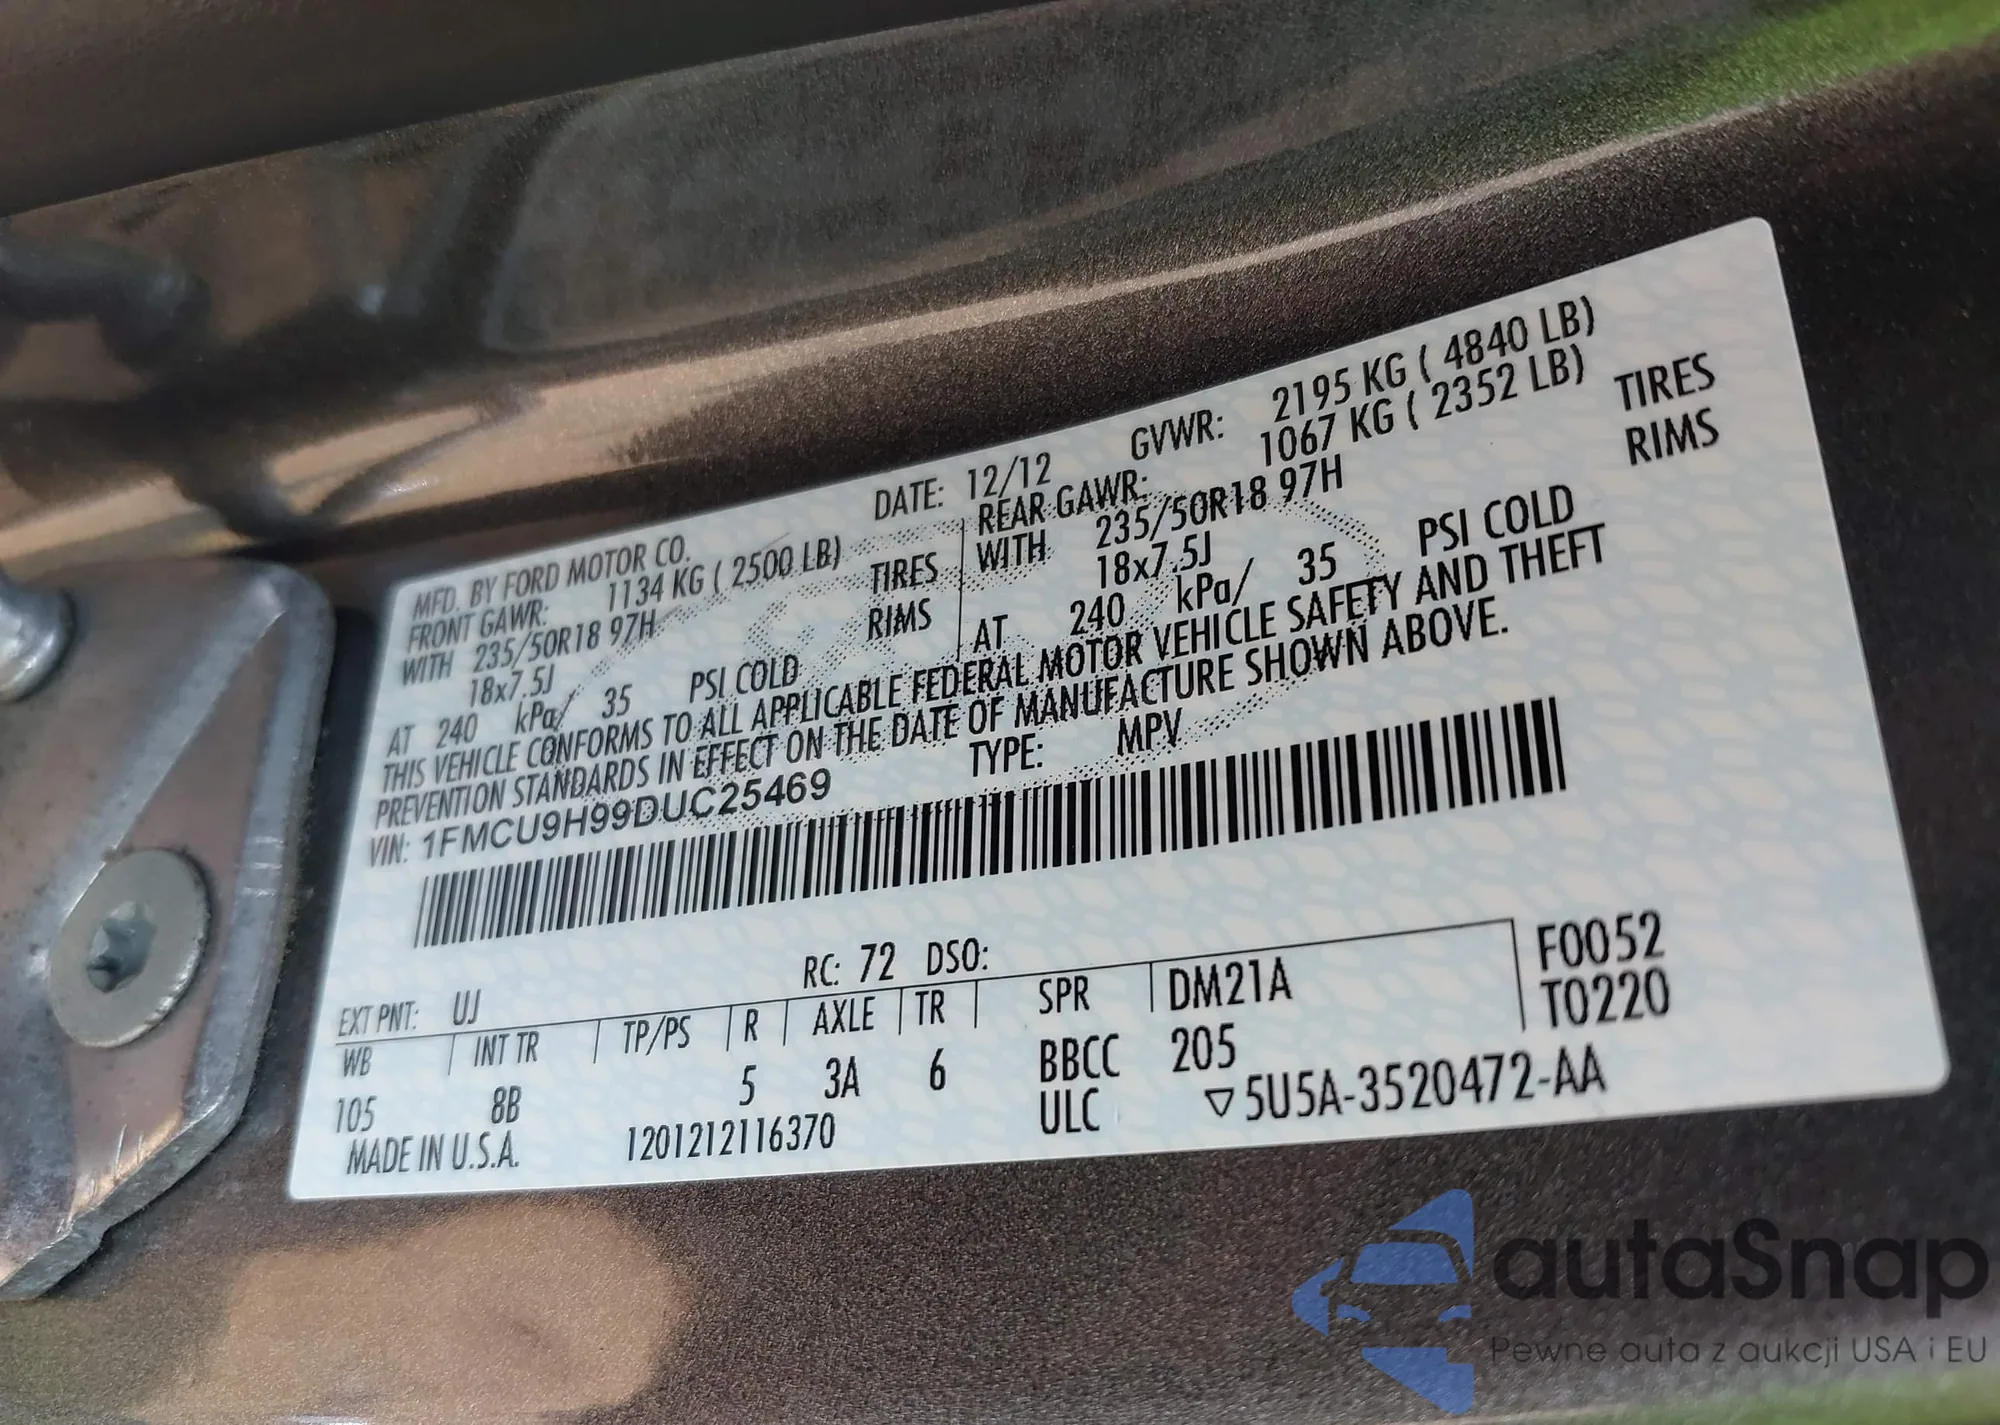 MFD. BY FORD MOTOR CO. DATE: 12/12 GVWR: 2195 KG ( 4840 LB)
FRONT GAWR: 1134 KG ( 2500 LB) REAR GAWR: 1067 KG ( 2352 LB)
WITH 235/50R18 97H TIRES WITH 235/50R18 97H TIRES
18x7.5J RIMS 18x7.5J RIMS
AT 240 kPa/ 35 PSI COLD AT 240 kPa/ 35 PSI COLD
THIS VEHICLE CONFORMS TO ALL APPLICABLE FEDERAL MOTOR VEHICLE SAFETY AND THEFT
PREVENTION STANDARDS IN EFFECT ON THE DATE OF MANUFACTURE SHOWN ABOVE.
VIN: 1FMCU9H99DUC25469 TYPE: MPV
EXT PNT: UJ RC: 72 DSO: F0052
WB INT TR TP/PS R AXLE TR SPR DM21A T0220
105 8B 5 3A 6 BBCC 205
ULC ▽5U5A-3520472-AA
MADE IN U.S.A. 1201212116370
autaSnap
Pewne auta z aukcji USA i EU